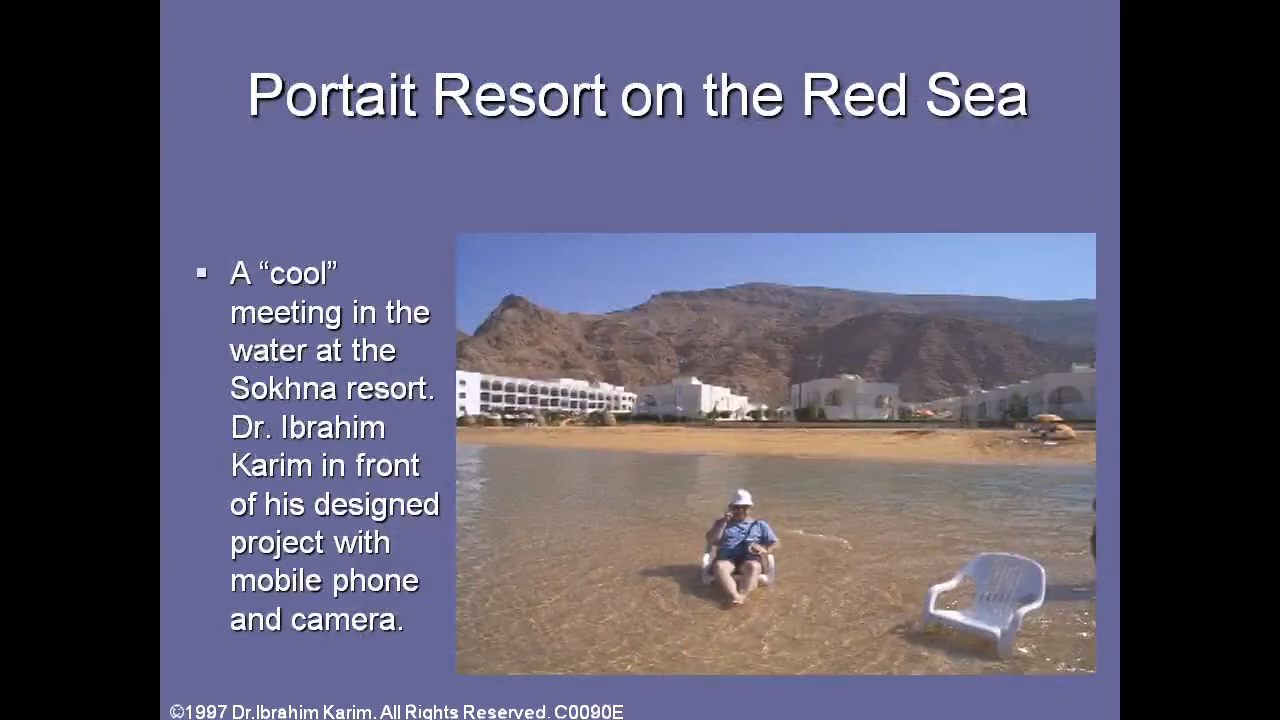 Portait Resort on the Red Sea
▪ A “cool”
meeting in the
water at the
Sokhna resort.
Dr. Ibrahim
Karim in front
of his designed
project with
mobile phone
and camera.
©1997 Dr.Ibrahim Karim. All Rights Reserved. C0090E